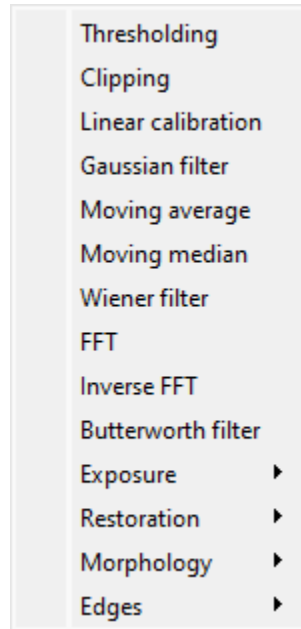 Thresholding
Clipping
Linear calibration
Gaussian filter
Moving average
Moving median
Wiener filter
FFT
Inverse FFT
Butterworth filter
Exposure
Restoration
Morphology
Edges